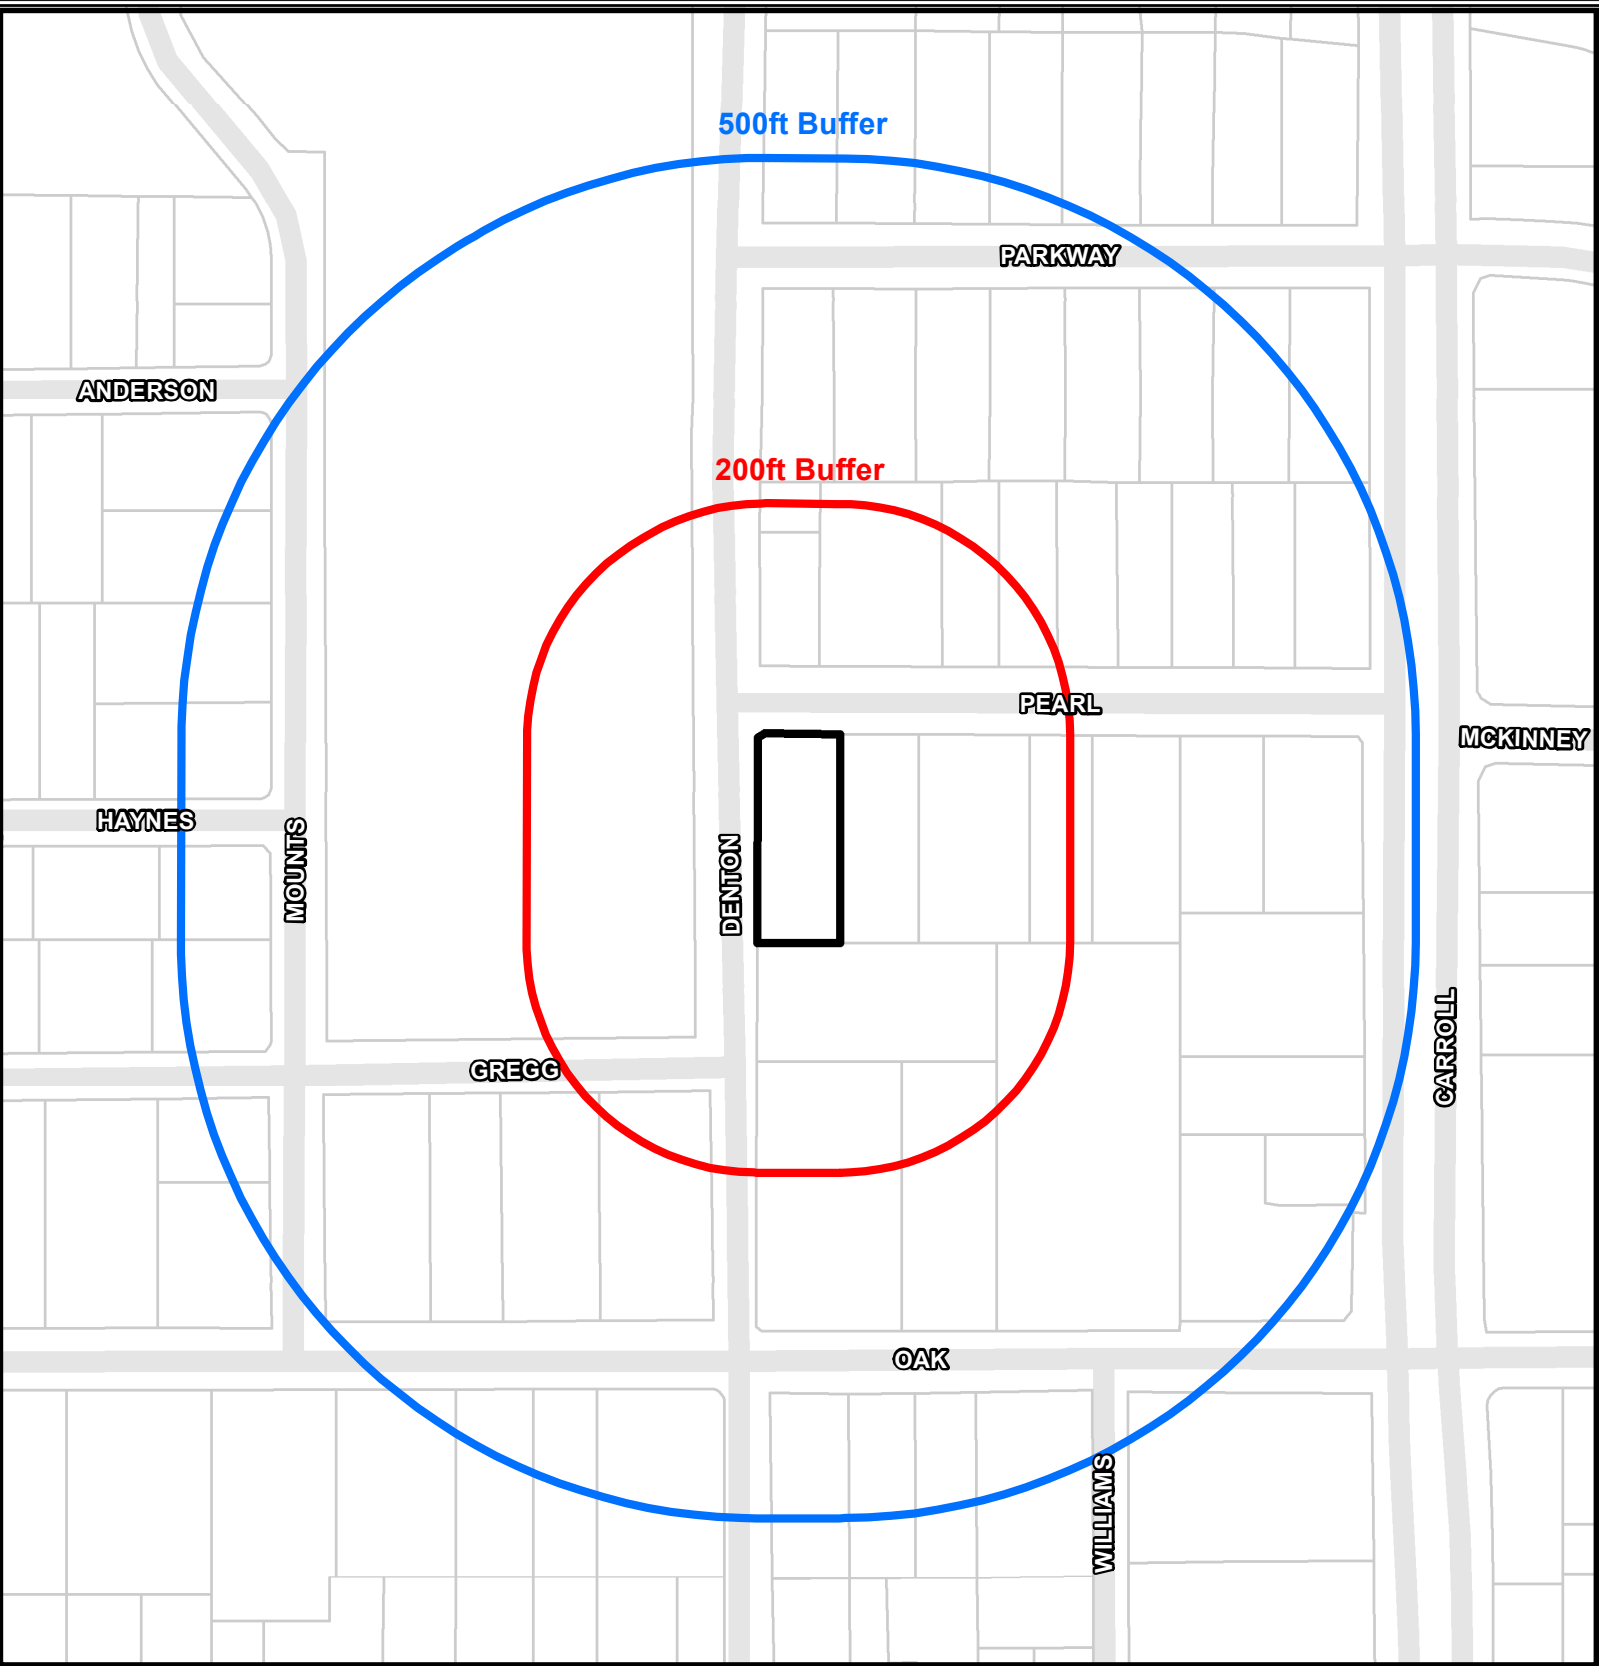 500ft Buffer
PARKWAY
ANDERSON
200ft Buffer
PEARL
MCKINNEY
HAYNES
MOUNTS
DENTON
CARROLL
GREGG
OAK
WILLIAMS